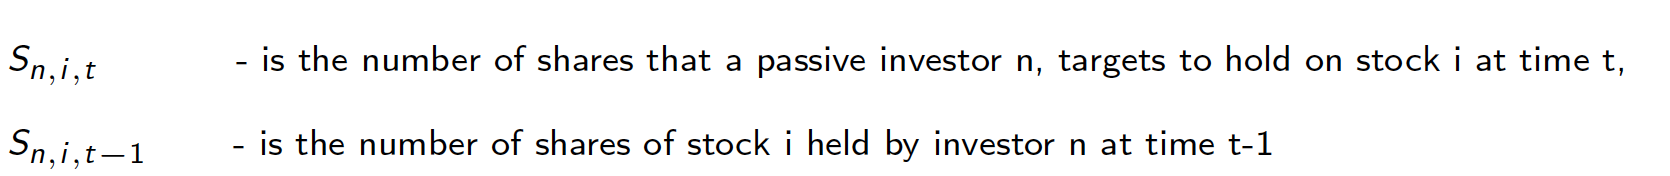 S_{n,i,t} - is the number of shares that a passive investor n, targets to hold on stock i at time t,
S_{n,i,t−1} - is the number of shares of stock i held by investor n at time t-1